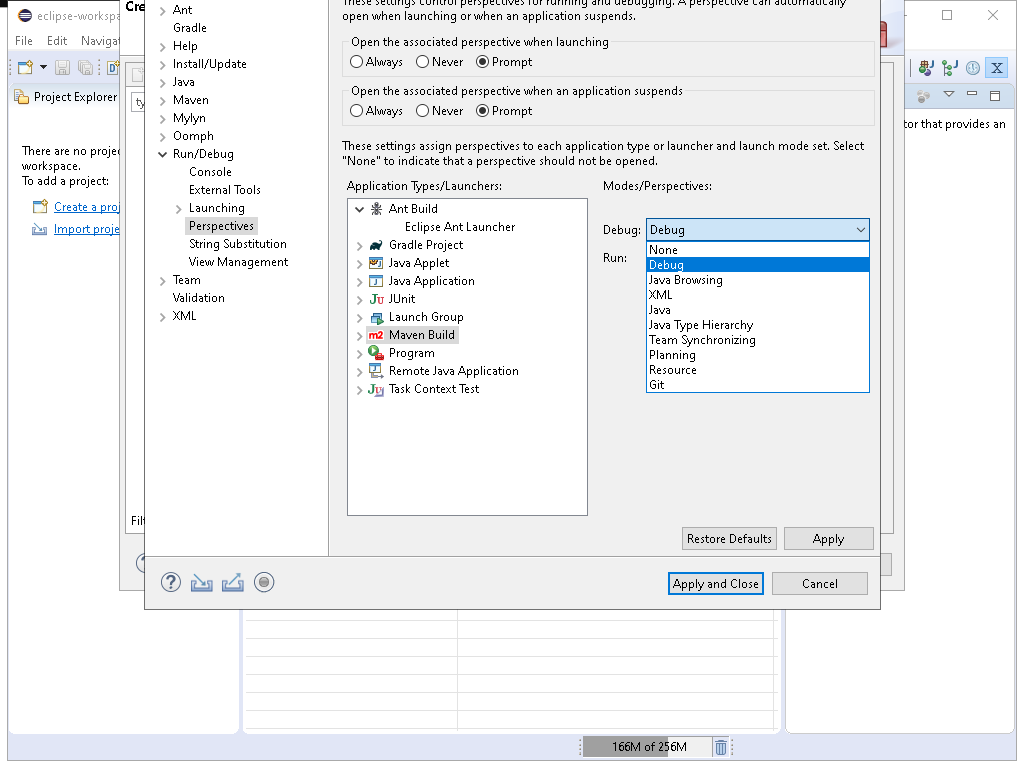 eclipse-workspa
File Edit Navigat
Project Explorer
There are no projec
workspace.
To add a project:
Create a proj
Import proje
Cre
ty
Filt
Ant
Gradle
Help
Install/Update
Java
Maven
Mylyn
Oomph
Run/Debug
Console
External Tools
Launching
Perspectives
String Substitution
View Management
Team
Validation
XML
These settings control perspectives for running and debugging. A perspective can automatically
open when launching or when an application suspends.
Open the associated perspective when launching
Always Never Prompt
Open the associated perspective when an application suspends
Always Never Prompt
These settings assign perspectives to each application type or launcher and launch mode set. Select
"None" to indicate that a perspective should not be opened.
Application Types/Launchers:
Ant Build
Eclipse Ant Launcher
Gradle Project
Java Applet
Java Application
JUnit
Launch Group
Maven Build
Program
Remote Java Application
Task Context Test
Modes/Perspectives:
Debug: Debug
Run:
None
Debug
Java Browsing
XML
Java
Java Type Hierarchy
Team Synchronizing
Planning
Resource
Git
Restore Defaults Apply
Apply and Close Cancel
tor that provides an
166M of 256M